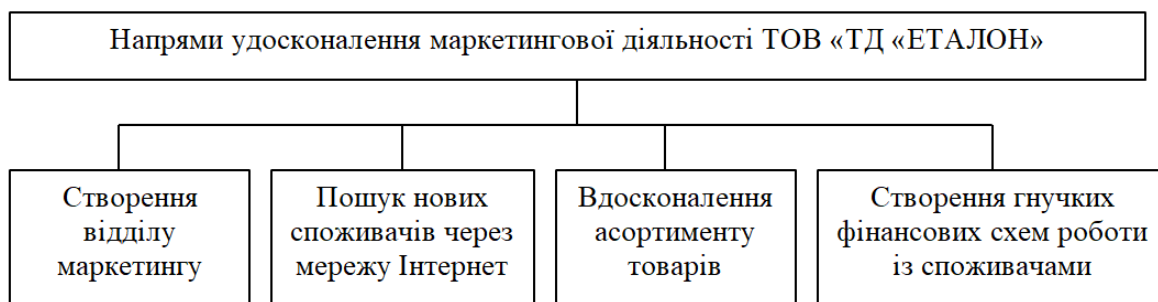 Напрями удосконалення маркетингової діяльності ТОВ «ТД «ЕТАЛОН»
Створення
відділу
маркетингу
Пошук нових
споживачів через
мережу Інтернет
Вдосконалення
асортименту
товарів
Створення гнучких
фінансових схем роботи
із споживачами